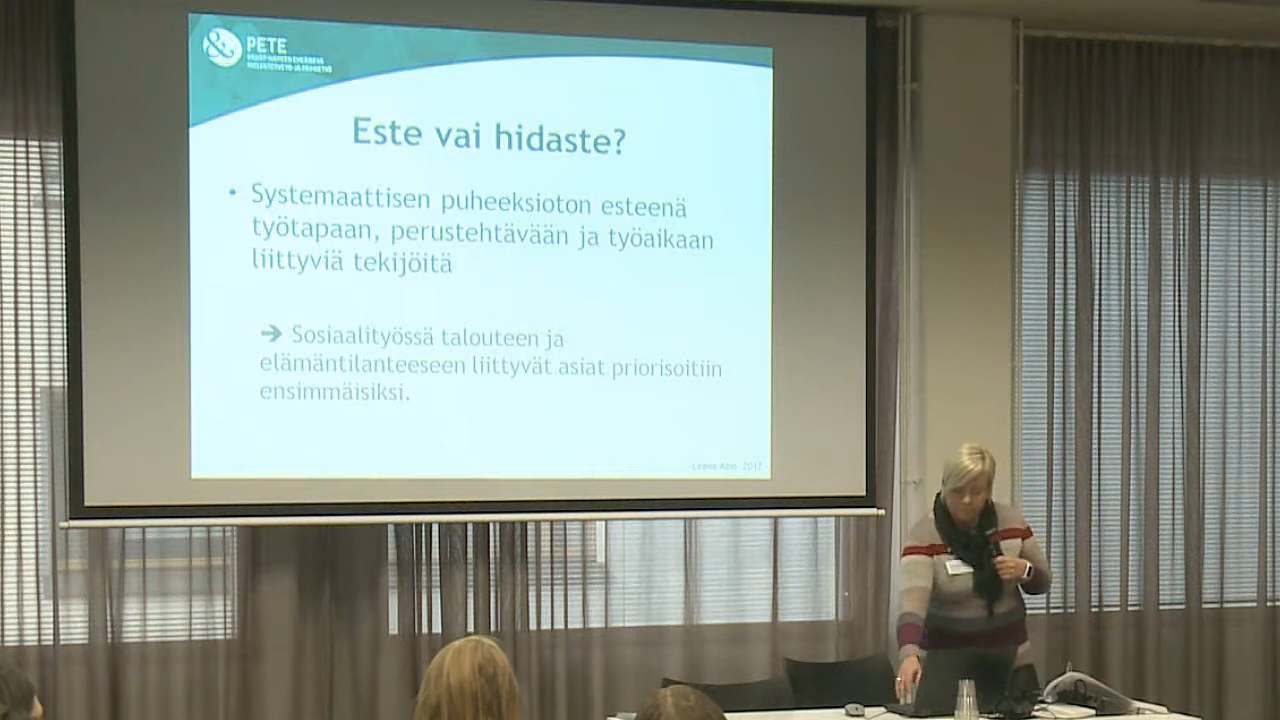 PETE
Este vai hidaste?
• Systemaattisen puheeksioton esteenä
työtapaan, perustehtävään ja työaikaan
liittyviä tekijöitä
➔ Sosiaalityössä talouteen ja
elämäntilanteeseen liittyvät asiat priorisoitiin
ensimmäisiksi.
2012